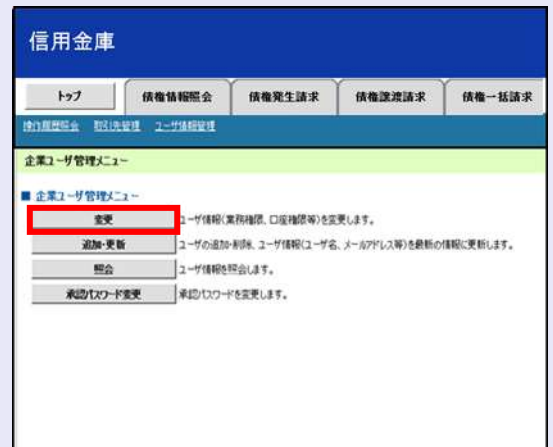 信用金庫
トップ 債権情報照会 債権発生請求 債権譲渡請求 債権一括請求
操作履歴照会 取引先管理 ユーザ情報管理
企業ユーザ管理メニュー
■ 企業ユーザ管理メニュー
変更 ユーザ情報(業務権限、口座権限等)を変更します。
追加・更新 ユーザの追加・削除、ユーザ情報(ユーザ名、メールアドレス等)を最新の情報に更新します。
照会 ユーザ情報を照会します。
承認パスワード変更 承認パスワードを変更します。